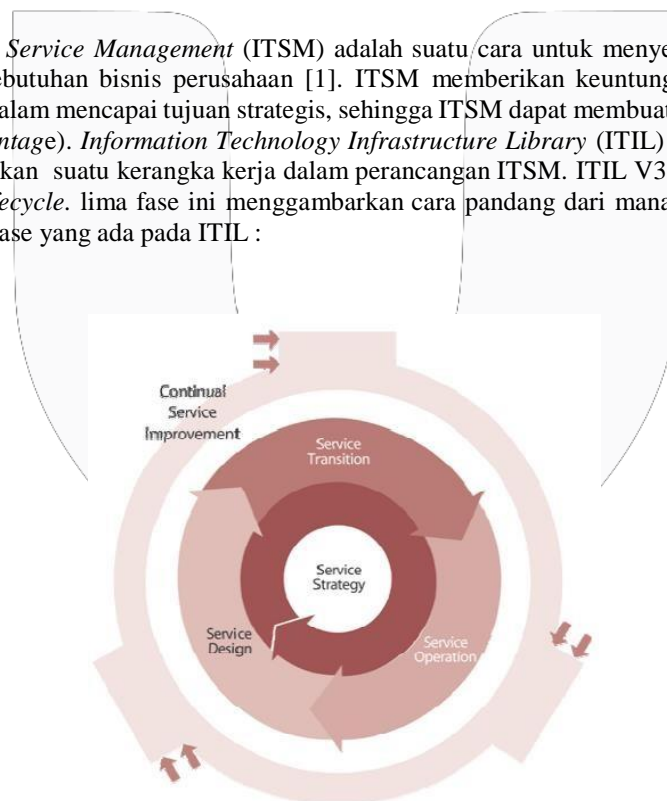 Service Management (ITSM) adalah suatu cara untuk menye
ebutuhan bisnis perusahaan [1]. ITSM memberikan keuntung
alam mencapai tujuan strategis, sehingga ITSM dapat membuat
ntage). Information Technology Infrastructure Library (ITIL)
kan suatu kerangka kerja dalam perancangan ITSM. ITIL V3
fecycle. lima fase ini menggambarkan cara pandang dari mana
ase yang ada pada ITIL :
Continual
Service
Improvement
Service
Transition
Service
Strategy
Service
Design
Service
Operation